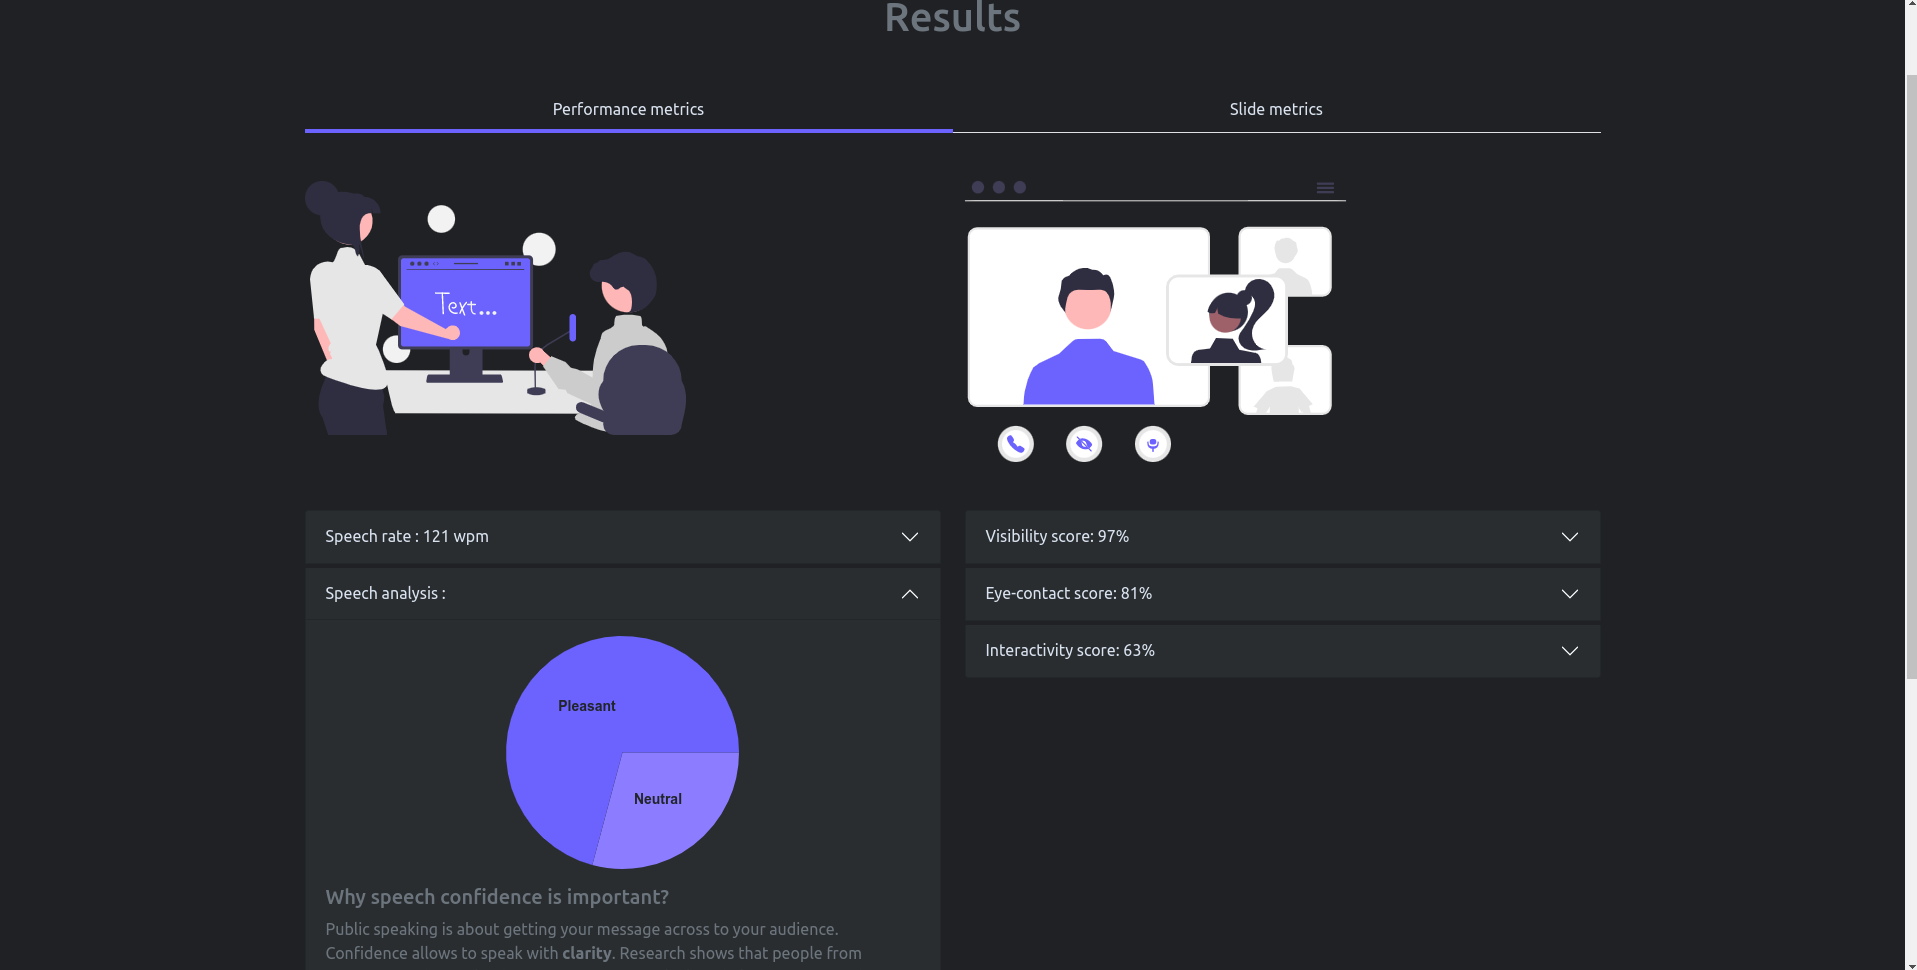 Results
Performance metrics
Slide metrics
Text...
Speech rate : 121 wpm
Speech analysis :
Pleasant
Neutral
Why speech confidence is important?
Public speaking is about getting your message across to your audience.
Confidence allows to speak with clarity. Research shows that people from
Visibility score: 97%
Eye-contact score: 81%
Interactivity score: 63%